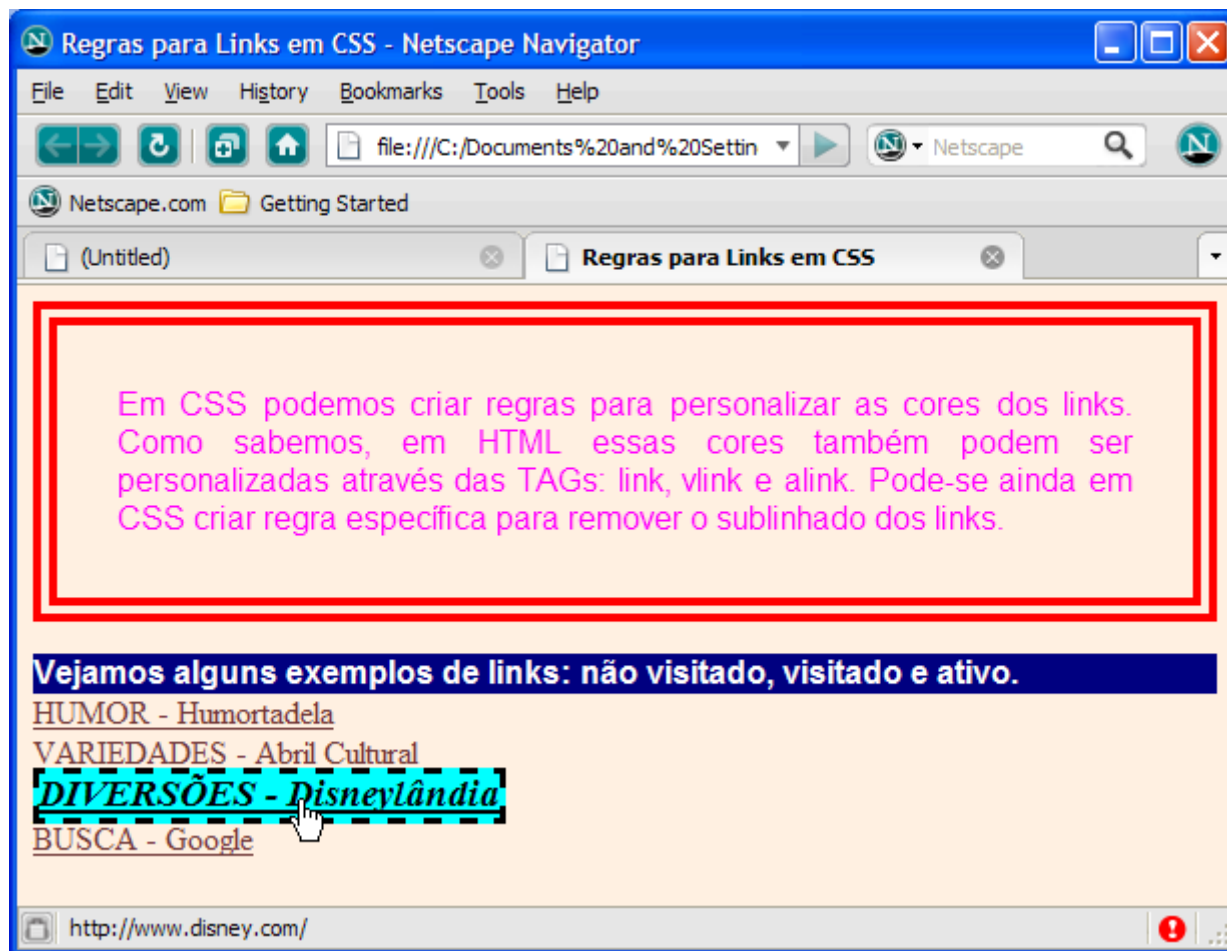 Regras para Links em CSS - Netscape Navigator
File Edit View History Bookmarks Tools Help
file:///C:/Documents%20and%20Settin Netscape
Netscape.com Getting Started
(Untitled) Regras para Links em CSS
Em CSS podemos criar regras para personalizar as cores dos links.
Como sabemos, em HTML essas cores também podem ser
personalizadas através das TAGs: link, vlink e alink. Pode-se ainda em
CSS criar regra específica para remover o sublinhado dos links.
Vejamos alguns exemplos de links: não visitado, visitado e ativo.
HUMOR - Humortadela
VARIEDADES - Abril Cultural
DIVERSÕES - Disneylândia
BUSCA - Google
http://www.disney.com/